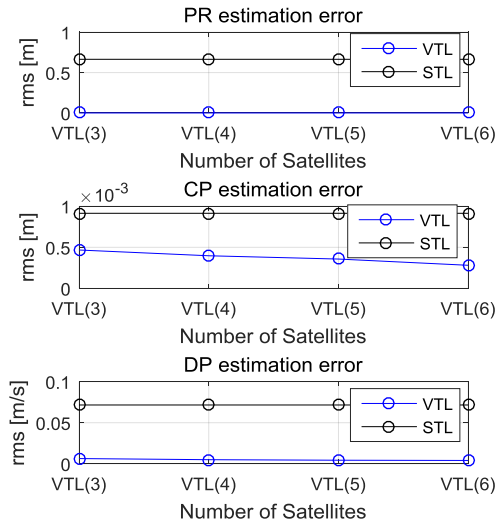 PR estimation error
1
0.5
0
rms [m]
VTL
STL
VTL(3) VTL(4) VTL(5) VTL(6)
Number of Satellites
CP estimation error
× 10^-3
1
0.5
0
rms [m]
VTL
STL
VTL(3) VTL(4) VTL(5) VTL(6)
Number of Satellites
DP estimation error
0.1
0.05
0
rms [m/s]
VTL
STL
VTL(3) VTL(4) VTL(5) VTL(6)
Number of Satellites